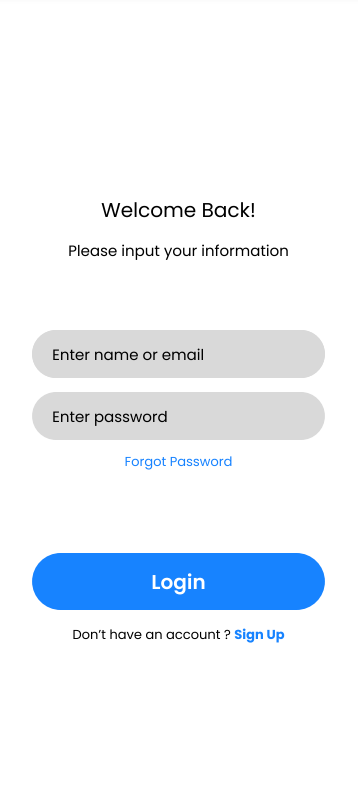 Welcome Back!
Please input your information
Enter name or email
Enter password
Forgot Password
Login
Don’t have an account ? Sign Up